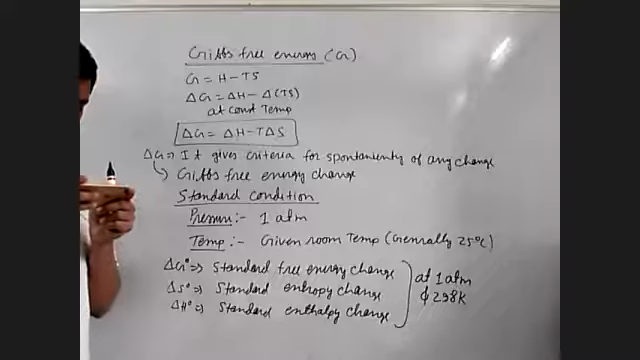 Gibbs free energy (G)
G = H - TS
ΔG = ΔH - Δ(TS)
at const Temp
ΔG = ΔH - TΔS
ΔG ⇒ It gives criteria for spontaniety of any change
↳ Gibbs free energy change
Standard condition
Pressure :- 1 atm
Temp :- Given room Temp (Genrally 25°C)
ΔG° ⇒ Standard free energy change
ΔS° ⇒ Standard entropy change
ΔH° ⇒ Standard enthalpy change
at 1 atm
& 298K